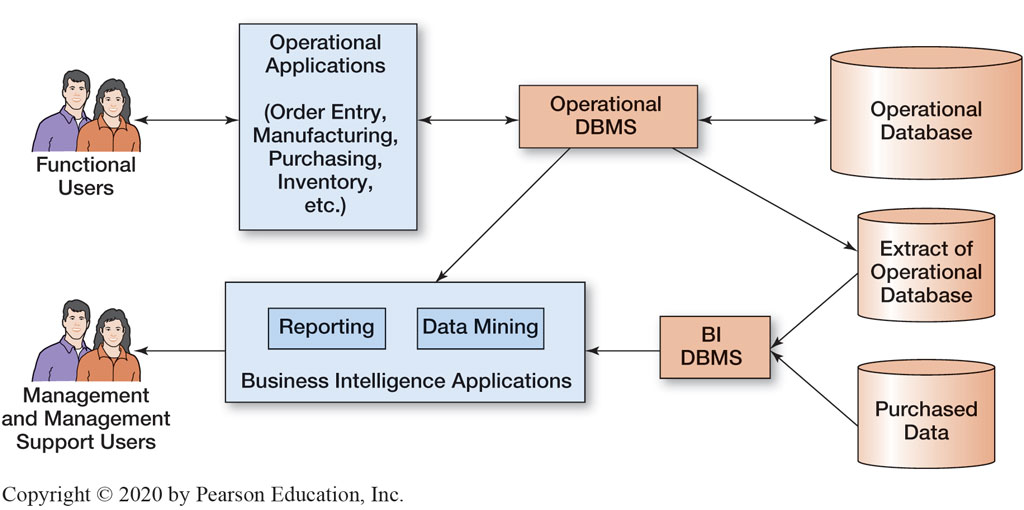 Functional
Users
Operational
Applications
(Order Entry,
Manufacturing,
Purchasing,
Inventory,
etc.)
Operational
DBMS
Operational
Database
Extract of
Operational
Database
Management
and Management
Support Users
Reporting
Data Mining
Business Intelligence Applications
BI
DBMS
Purchased
Data
Copyright © 2020 by Pearson Education, Inc.